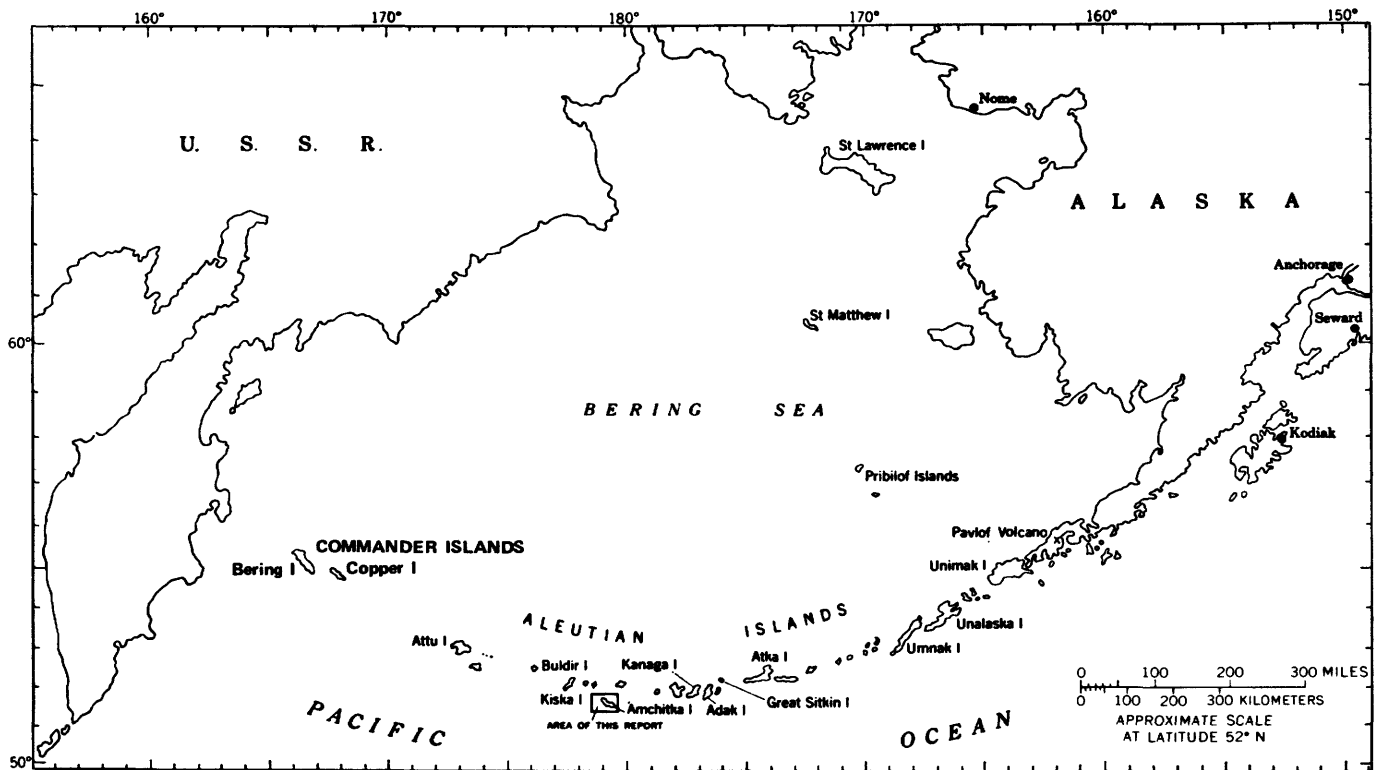 160° 170° 180° 170° 160° 150°
Nome
U. S. S. R.
St Lawrence I
ALASKA
Anchorage
St Matthew I
Seward
60°
BERING SEA
Kodiak
Pribilof Islands
Pavlof Volcano
COMMANDER ISLANDS
Bering I
Copper I
Unimak I
ALEUTIAN ISLANDS
Unalaska I
Attu I
Umnak I
Buldir I
Kanaga I
Atka I
0 100 200 300 MILES
Kiska I
Amchitka I
Adak I
Great Sitkin I
0 100 200 300 KILOMETERS
AREA OF THIS REPORT
APPROXIMATE SCALE
AT LATITUDE 52° N
PACIFIC OCEAN
50°